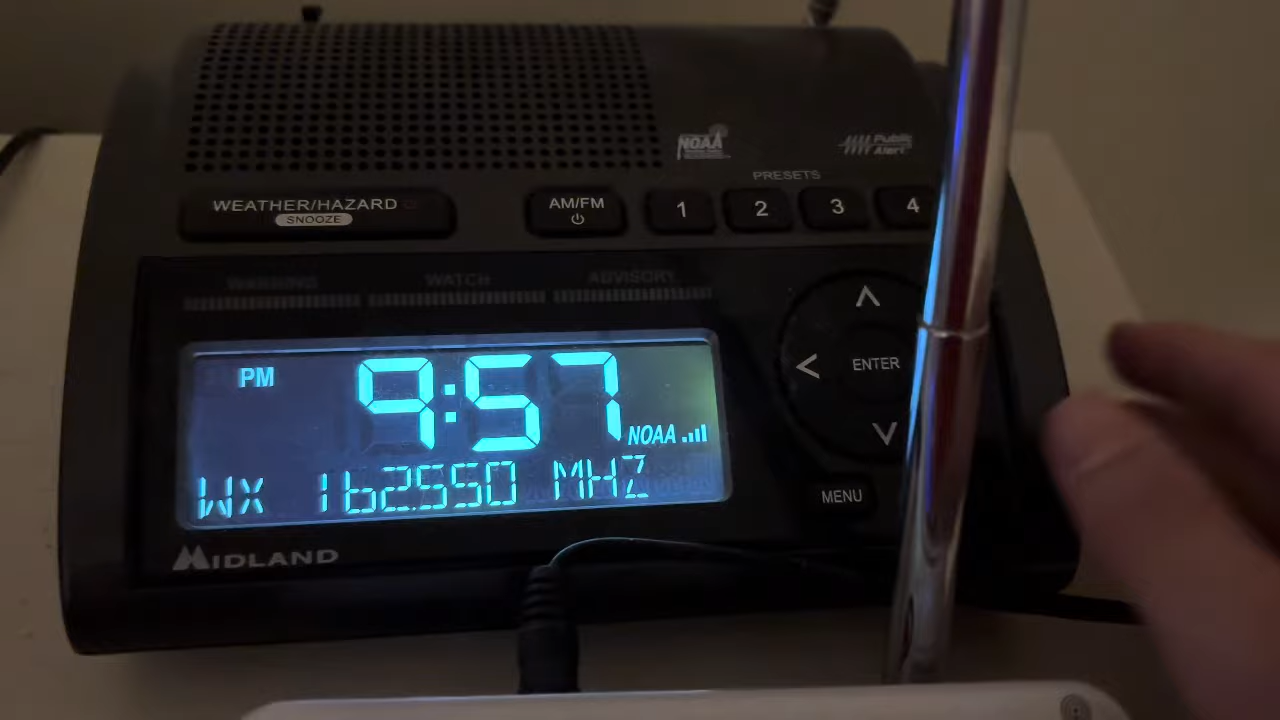 NOAA
Public
Alert
PRESETS
WEATHER/HAZARD
SNOOZE
AM/FM
1
2
3
4
WARNING
WATCH
ADVISORY
PM
9:57
NOAA
WX 162.550 MHZ
ENTER
MENU
MIDLAND